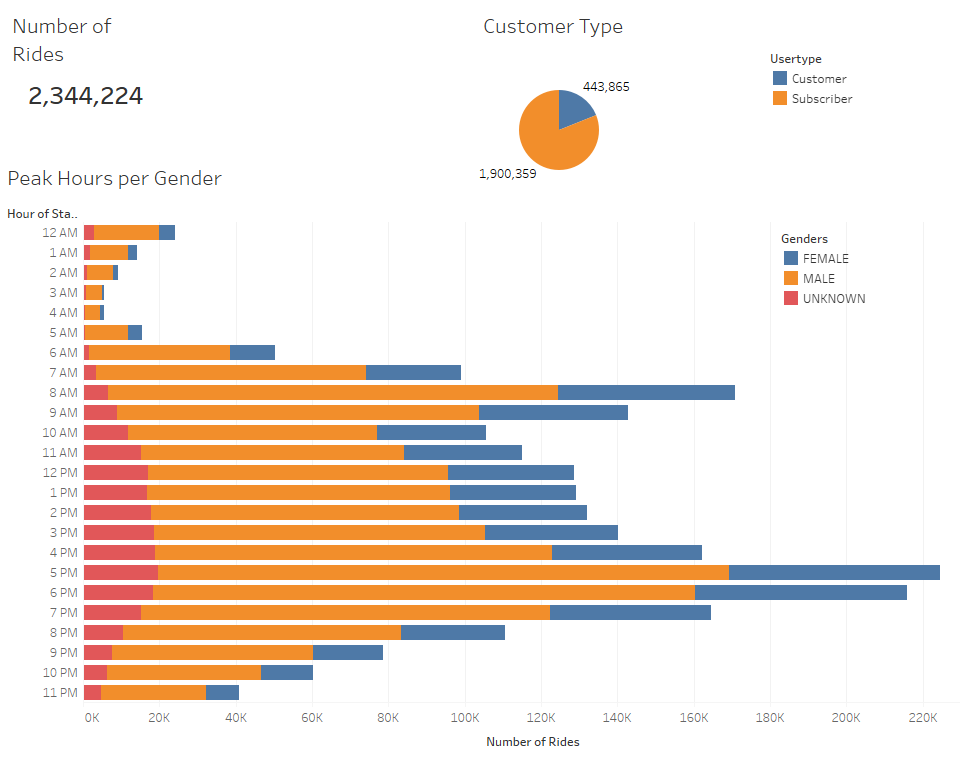 Number of
Rides
2,344,224
Customer Type
443,865
1,900,359
Usertype
Customer
Subscriber
Peak Hours per Gender
Hour of Sta..
12 AM
1 AM
2 AM
3 AM
4 AM
5 AM
6 AM
7 AM
8 AM
9 AM
10 AM
11 AM
12 PM
1 PM
2 PM
3 PM
4 PM
5 PM
6 PM
7 PM
8 PM
9 PM
10 PM
11 PM
Genders
FEMALE
MALE
UNKNOWN
0K 20K 40K 60K 80K 100K 120K 140K 160K 180K 200K 220K
Number of Rides